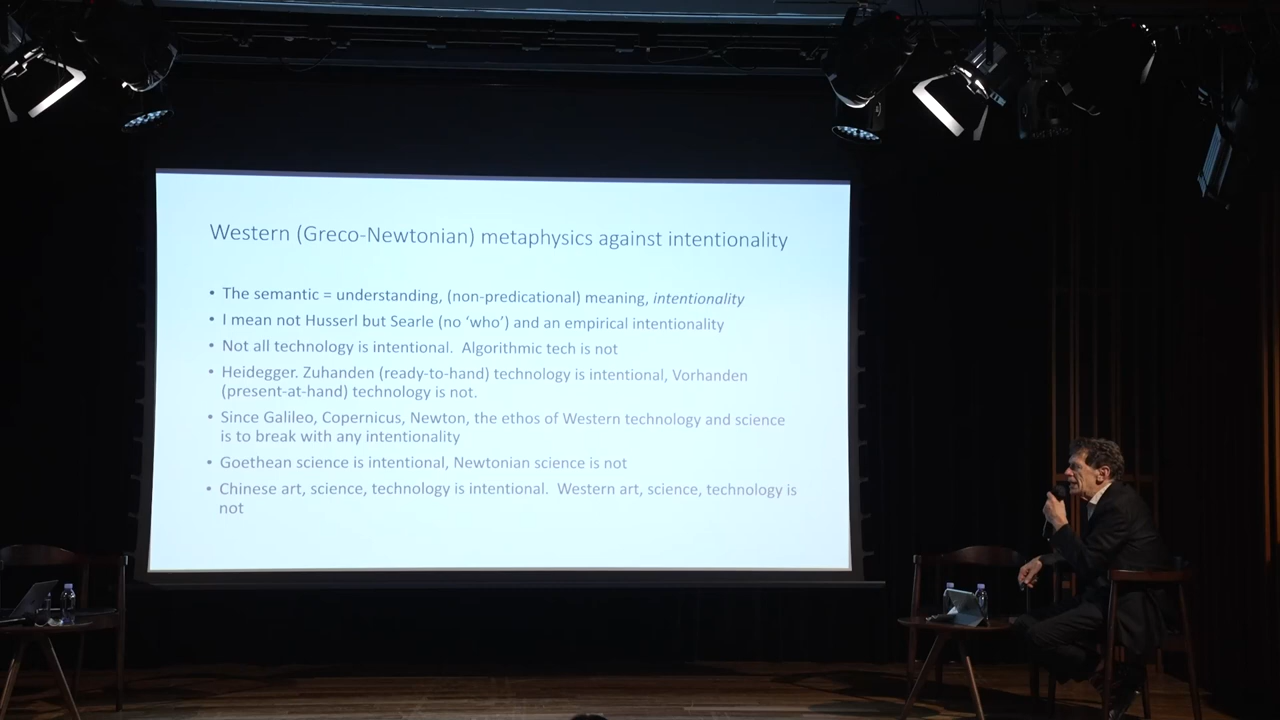 Western (Greco-Newtonian) metaphysics against intentionality
• The semantic = understanding, (non-predicational) meaning, intentionality
• I mean not Husserl but Searle (no ‘who’) and an empirical intentionality
• Not all technology is intentional.  Algorithmic tech is not
• Heidegger. Zuhanden (ready-to-hand) technology is intentional, Vorhanden
(present-at-hand) technology is not.
• Since Galileo, Copernicus, Newton, the ethos of Western technology and science
is to break with any intentionality
• Goethean science is intentional, Newtonian science is not
• Chinese art, science, technology is intentional.  Western art, science, technology is
not